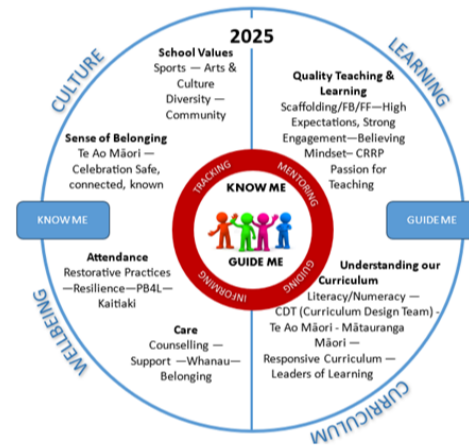 2025
CULTURE
LEARNING
School Values
Sports — Arts &
Culture
Diversity —
Community
Quality Teaching &
Learning
Scaffolding/FB/FF—High
Expectations, Strong
Engagement—Believing
Mindset– CRRP
Passion for
Teaching
Sense of Belonging
Te Ao Māori —
Celebration Safe,
connected, known
TRACKING
MENTORING
KNOW ME
GUIDE ME
INFORMING
GUIDING
KNOW ME
GUIDE ME
Attendance
Restorative Practices
—Resilience—PB4L—
Kaitiaki
Understanding our
Curriculum
Literacy/Numeracy —
CDT (Curriculum Design Team) -
Te Ao Māori - Mātauranga
Māori —
Responsive Curriculum —
Leaders of Learning
Care
Counselling —
Support —Whanau—
Belonging
WELLBEING
CURRICULUM